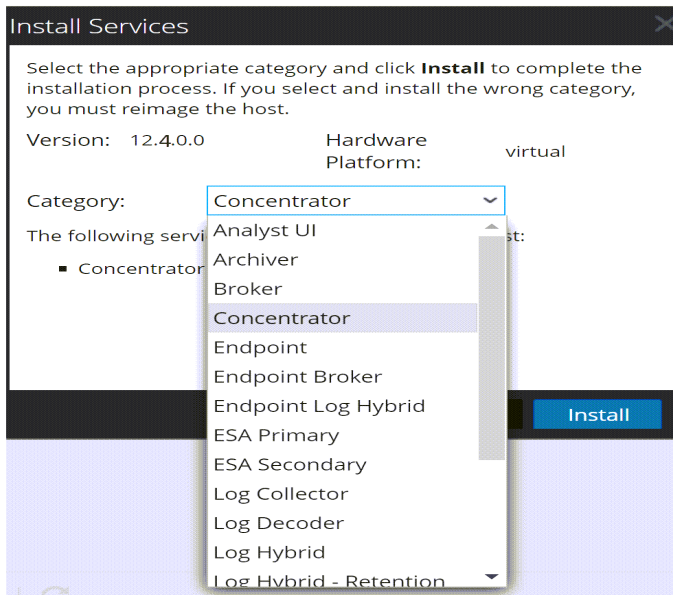 Install Services
Select the appropriate category and click Install to complete the
installation process. If you select and install the wrong category,
you must reimage the host.
Version: 12.4.0.0
Hardware
Platform:
virtual
Category:
Concentrator
The following servi
st:
Concentrator
Analyst UI
Archiver
Broker
Concentrator
Endpoint
Endpoint Broker
Endpoint Log Hybrid
ESA Primary
ESA Secondary
Log Collector
Log Decoder
Log Hybrid
Log Hybrid - Retention
Install